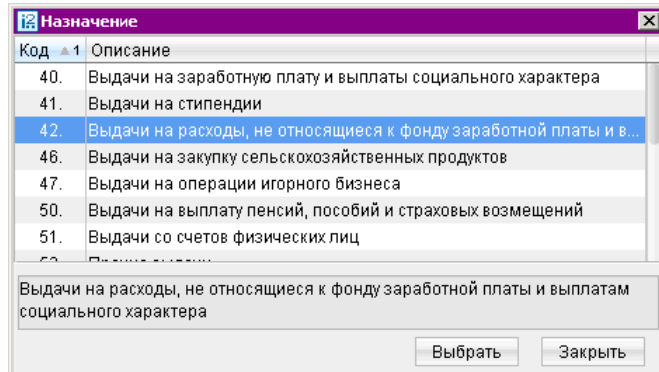 Назначение
Код 1 Описание
40. Выдачи на заработную плату и выплаты социального характера
41. Выдачи на стипендии
42. Выдачи на расходы, не относящиеся к фонду заработной платы и в...
46. Выдачи на закупку сельскохозяйственных продуктов
47. Выдачи на операции игорного бизнеса
50. Выдачи на выплату пенсий, пособий и страховых возмещений
51. Выдачи со счетов физических лиц
Выдачи на расходы, не относящиеся к фонду заработной платы и выплатам
социального характера
Выбрать Закрыть